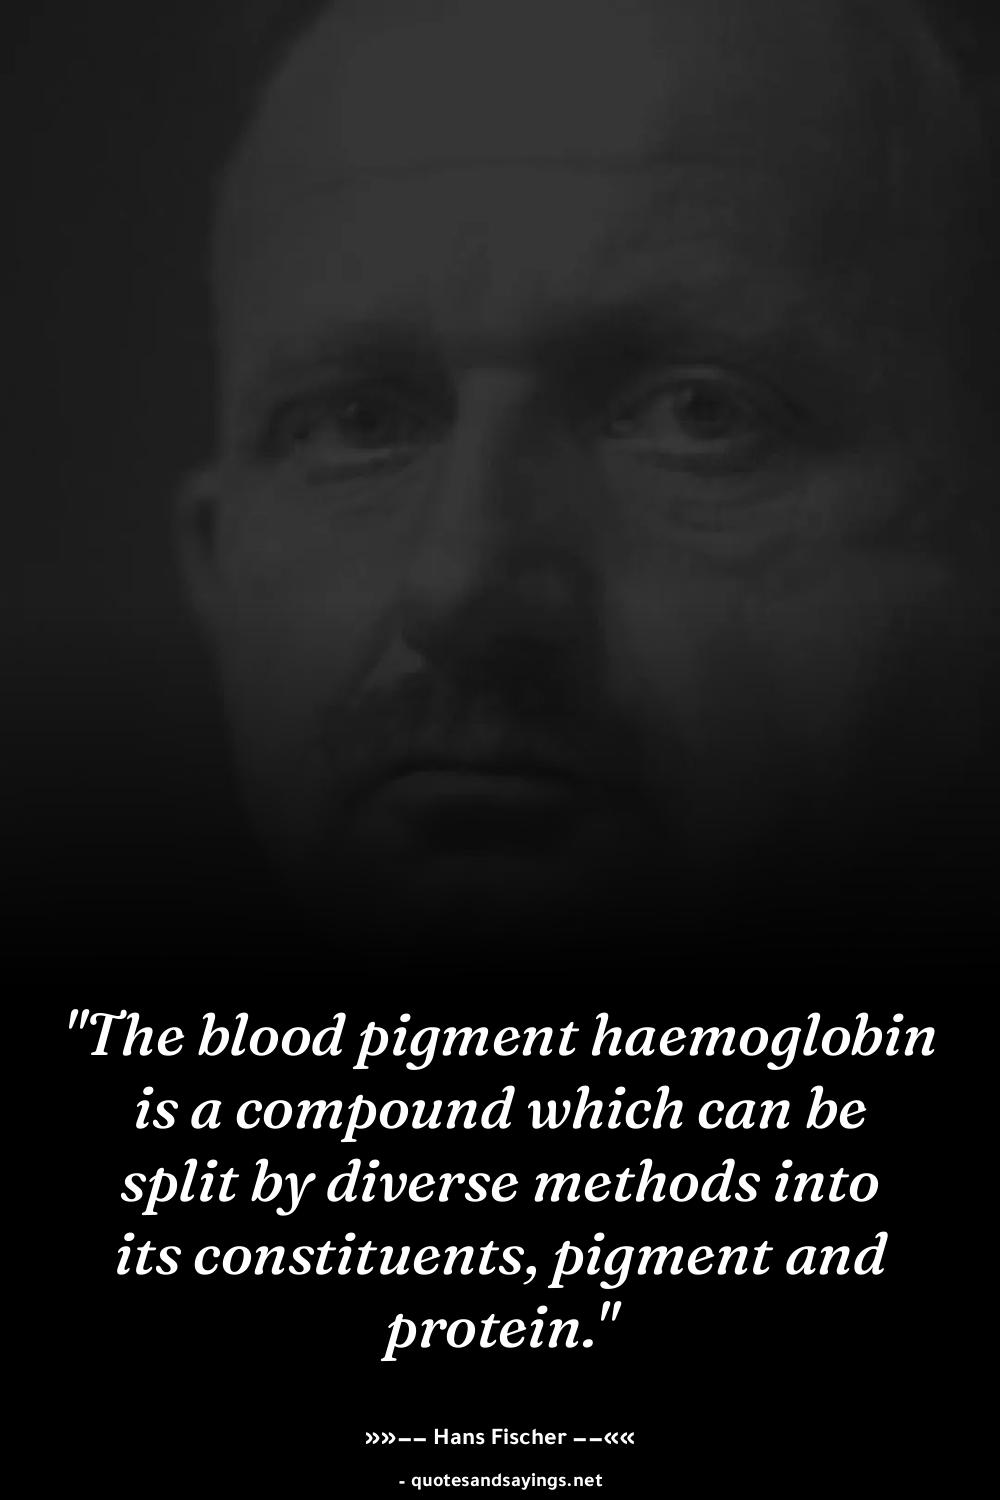 "The blood pigment haemoglobin
is a compound which can be
split by diverse methods into
its constituents, pigment and
protein."
»»–– Hans Fischer ––««
- quotesandsayings.net